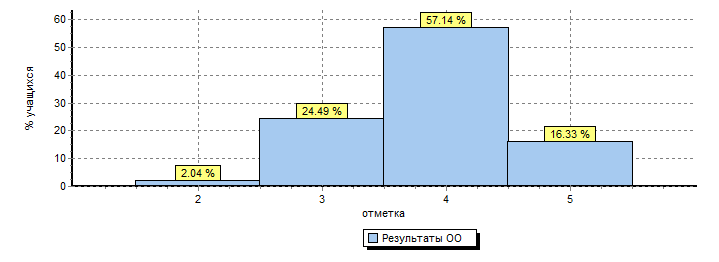 % учащихся
60
50
40
30
20
10
0
57.14 %
24.49 %
16.33 %
2.04 %
2 3 4 5
отметка
Результаты ОО